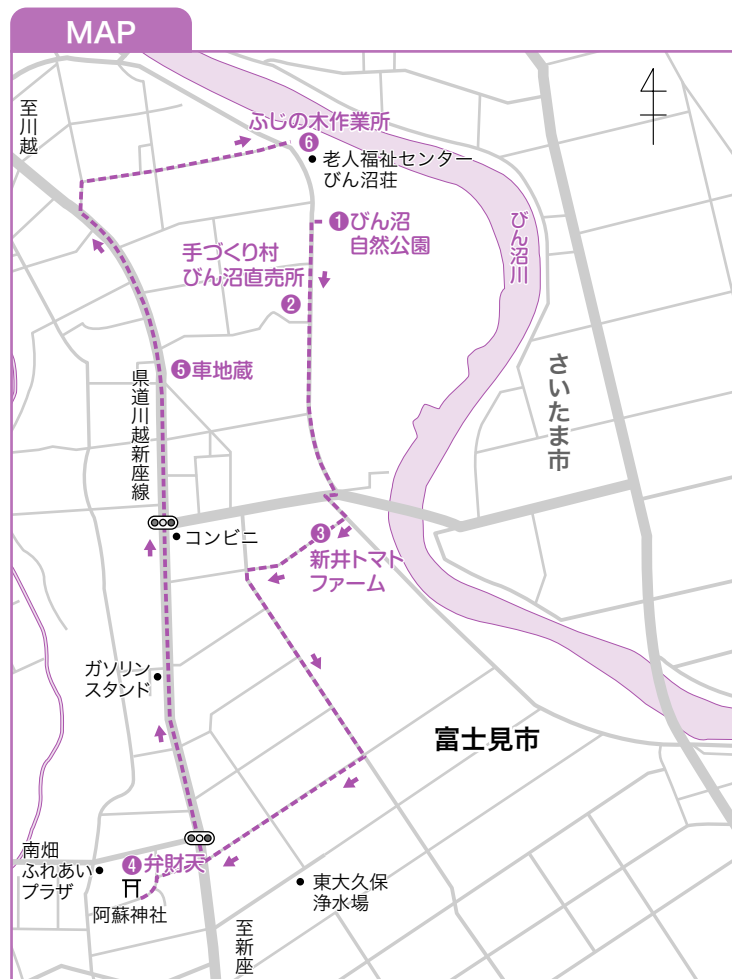 MAP
至川越
ふじの木作業所
❻
老人福祉センター
びん沼荘
❶びん沼
自然公園
びん沼川
手づくり村
びん沼直売所
❷
さいたま市
❺車地蔵
県道川越新座線
コンビニ
❸
新井トマト
ファーム
ガソリン
スタンド
富士見市
南畑
ふれあい
プラザ
❹弁財天
阿蘇神社
東大久保
浄水場
至新座